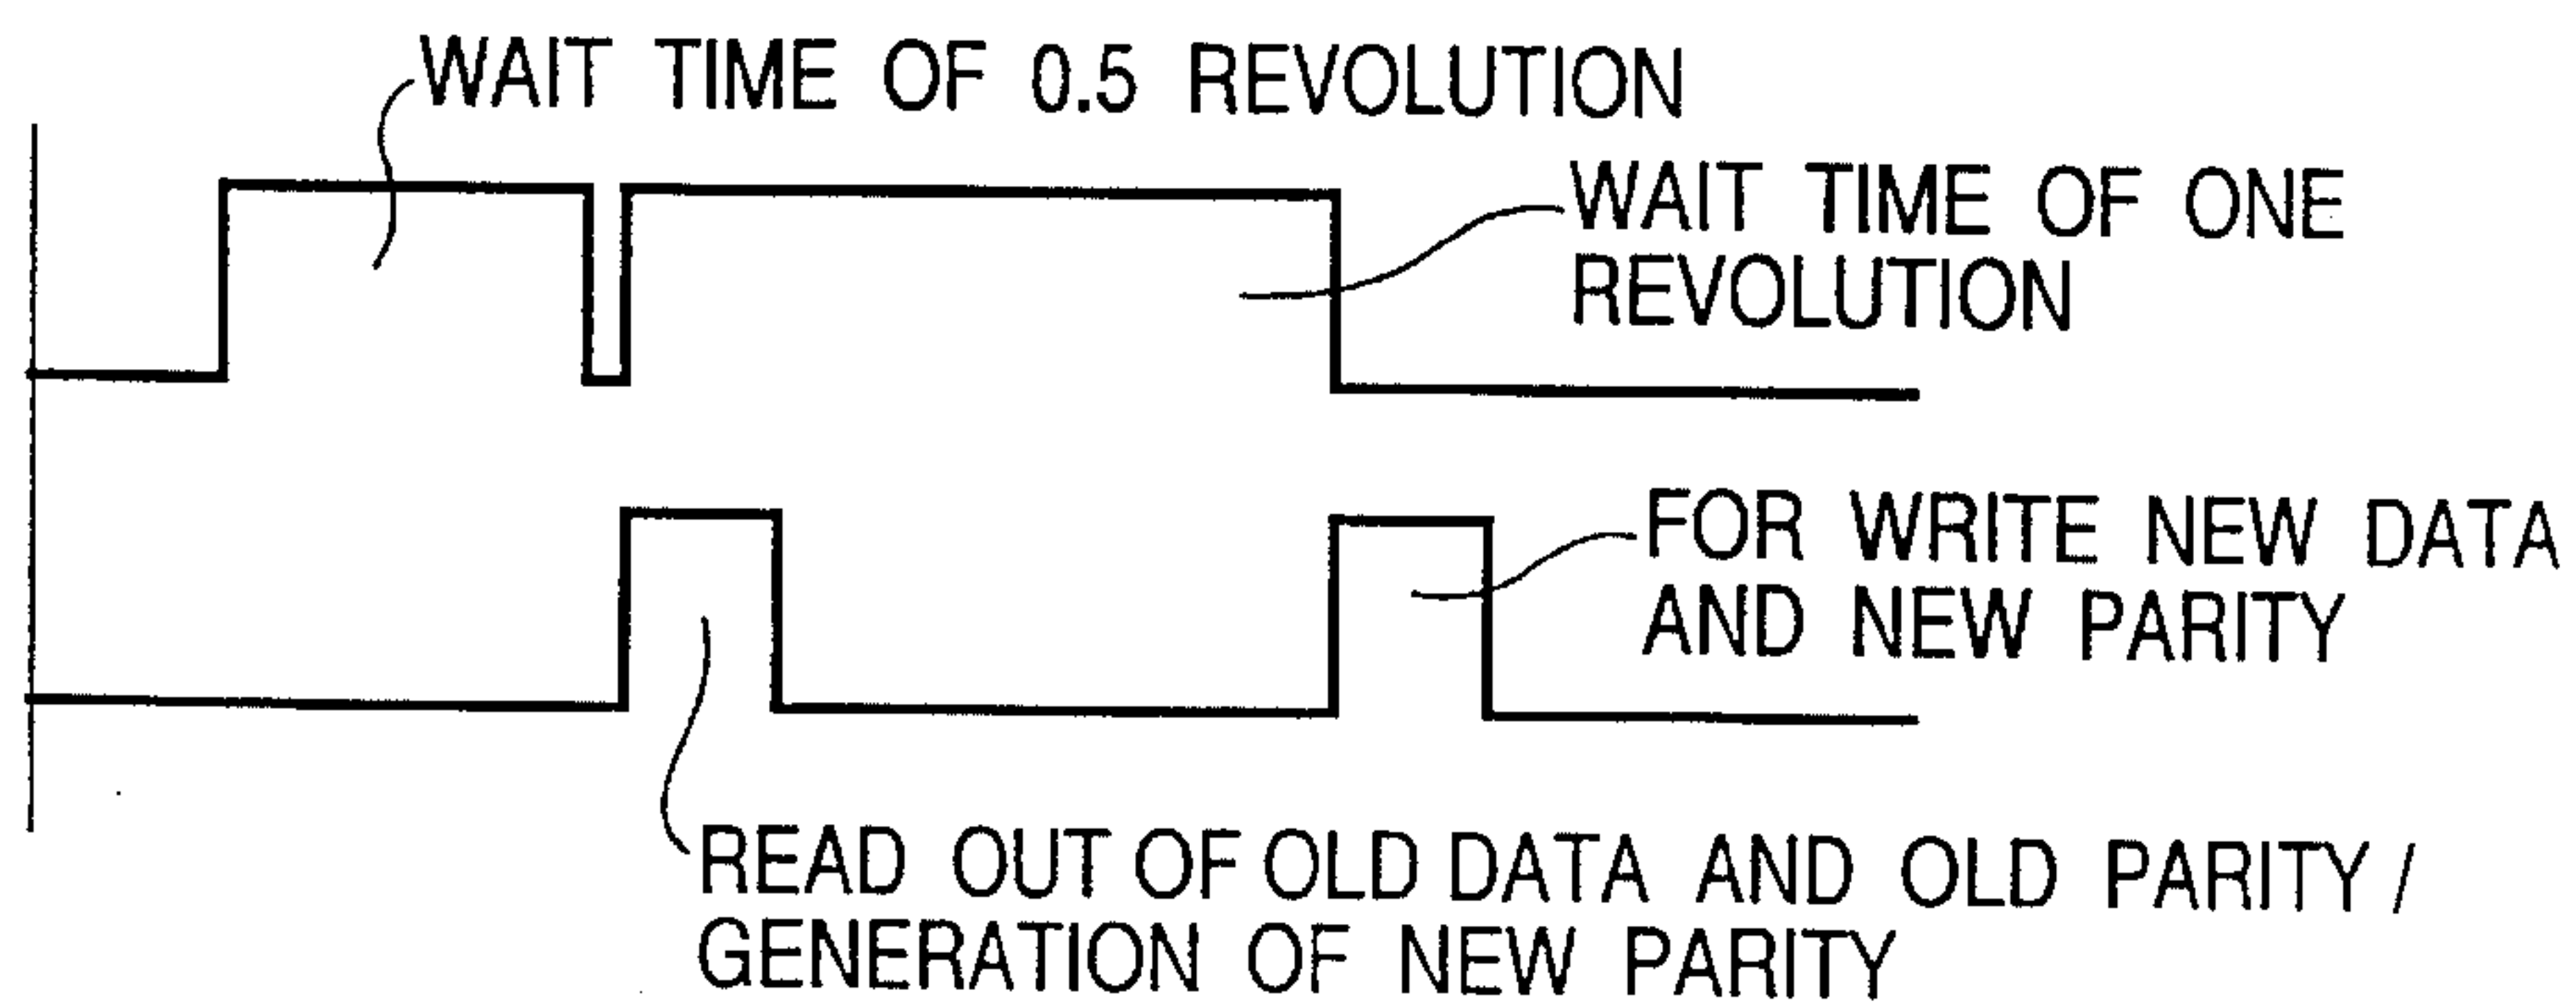 WAIT TIME OF 0.5 REVOLUTION
WAIT TIME OF ONE
REVOLUTION
FOR WRITE NEW DATA
AND NEW PARITY
READ OUT OF OLD DATA AND OLD PARITY /
GENERATION OF NEW PARITY